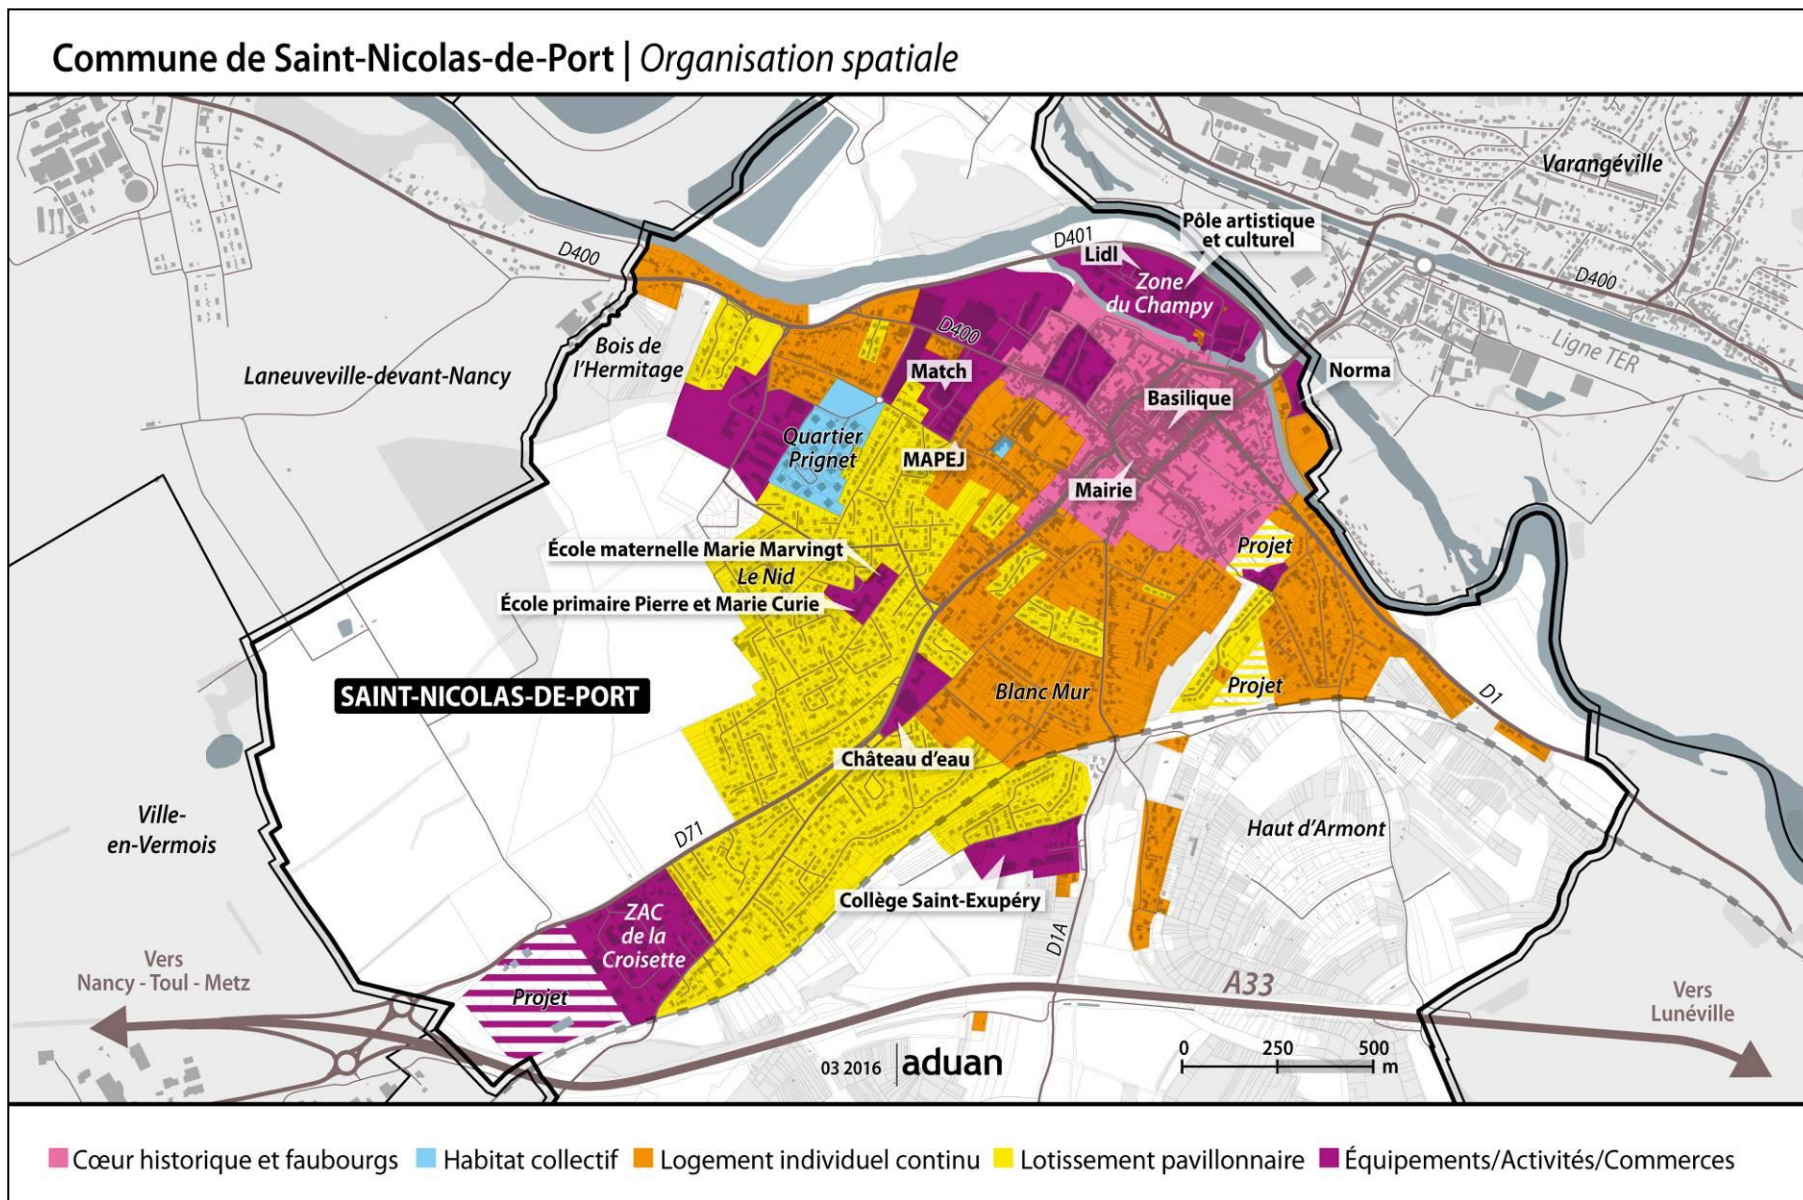 Commune de Saint-Nicolas-de-Port | Organisation spatiale
Varangéville
Pôle artistique
et culturel
D401
Lidl
D400
Zone
du Champy
D400
D400
Ligne TER
Bois de
l'Hermitage
Laneuveville-devant-Nancy
Match
Norma
Basilique
Quartier
Prignet
MAPEJ
Mairie
École maternelle Marie Marvingt
Le Nid
École primaire Pierre et Marie Curie
Projet
SAINT-NICOLAS-DE-PORT
Blanc Mur
Projet
D1
Château d'eau
Ville-
en-Vermois
D71
Haut d'Armont
Collège Saint-Exupéry
ZAC
de la
Croisette
D1A
Vers
Nancy - Toul - Metz
Projet
A33
Vers
Lunéville
03 2016 | aduan
0 250 500
m
Cœur historique et faubourgs
Habitat collectif
Logement individuel continu
Lotissement pavillonnaire
Équipements/Activités/Commerces